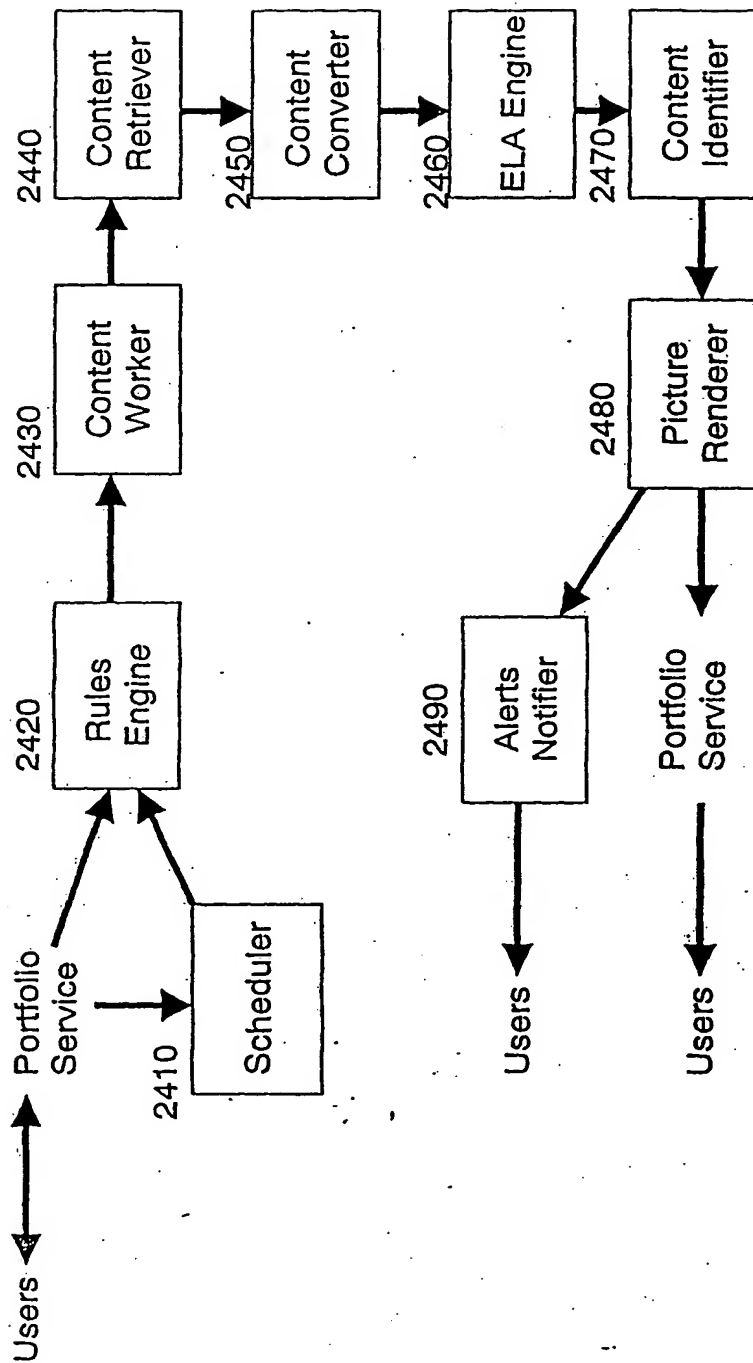 Users
Portfolio
Service
2410
Scheduler
2420
Rules
Engine
2430
Content
Worker
2440
Content
Retriever
2450
Content
Converter
2460
ELA Engine
2470
Content
Identifier
2480
Picture
Renderer
2490
Alerts
Notifier
Users
Portfolio
Service
Users